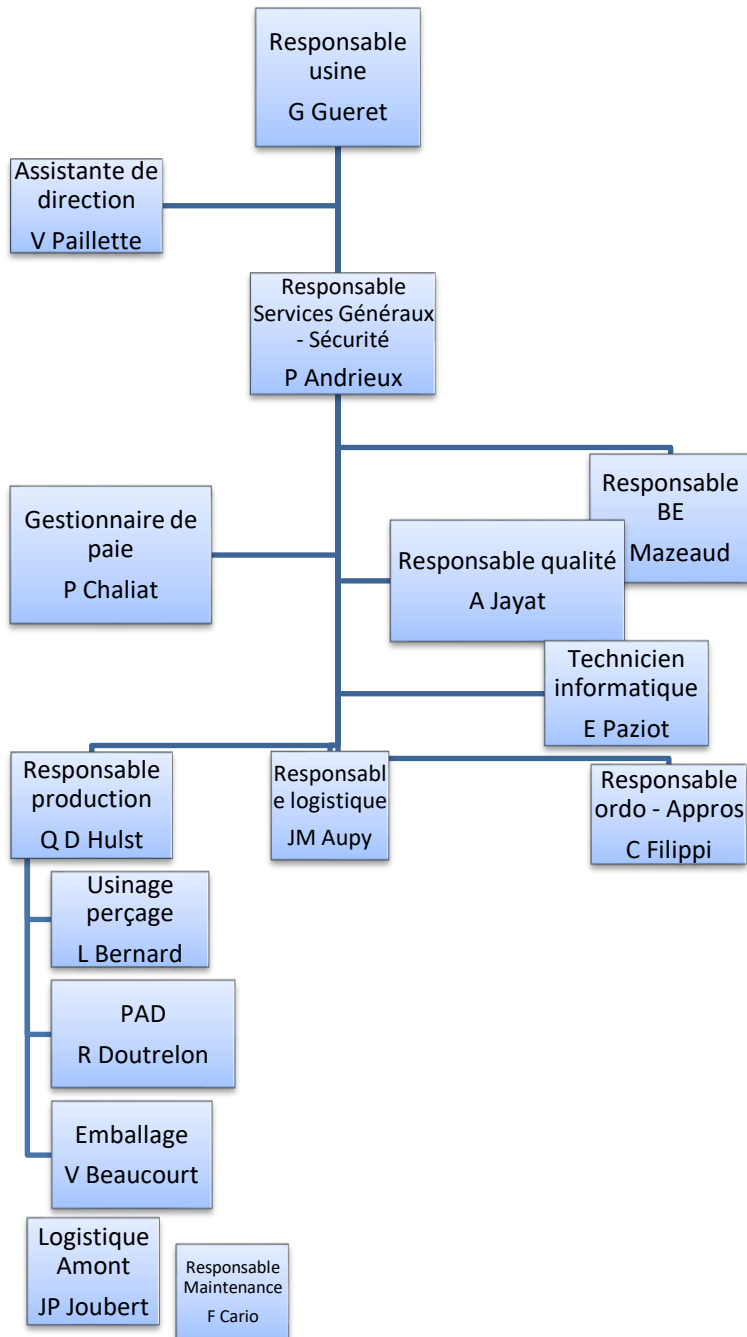 Responsable
usine
G Gueret
Assistante de
direction
V Paillette
Responsable
Services Généraux
- Sécurité
P Andrieux
Responsable
BE
Mazeaud
Gestionnaire de
paie
P Chaliat
Responsable qualité
A Jayat
Technicien
informatique
E Paziot
Responsable
production
Q D Hulst
Responsabl
e logistique
JM Aupy
Responsable
ordo - Appros
C Filippi
Usinage
perçage
L Bernard
PAD
R Doutrelon
Emballage
V Beaucourt
Logistique
Amont
JP Joubert
Responsable
Maintenance
F Cario